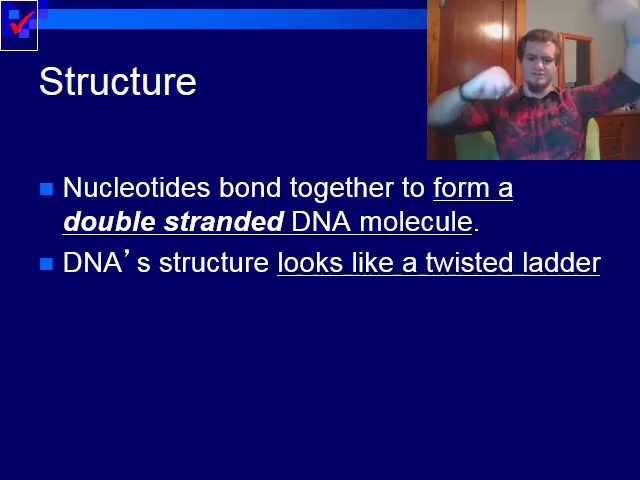 Structure
Nucleotides bond together to form a
double stranded DNA molecule.
DNA’s structure looks like a twisted ladder